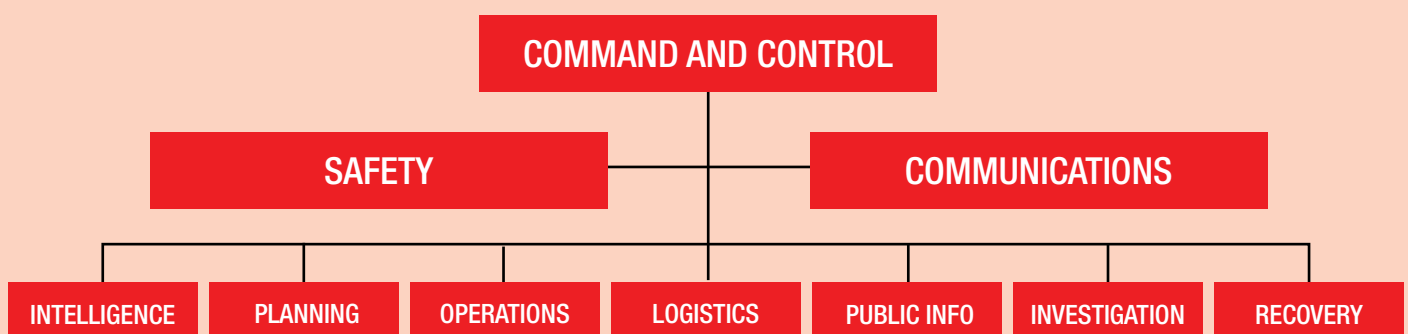 COMMAND AND CONTROL
SAFETY
COMMUNICATIONS
INTELLIGENCE
PLANNING
OPERATIONS
LOGISTICS
PUBLIC INFO
INVESTIGATION
RECOVERY